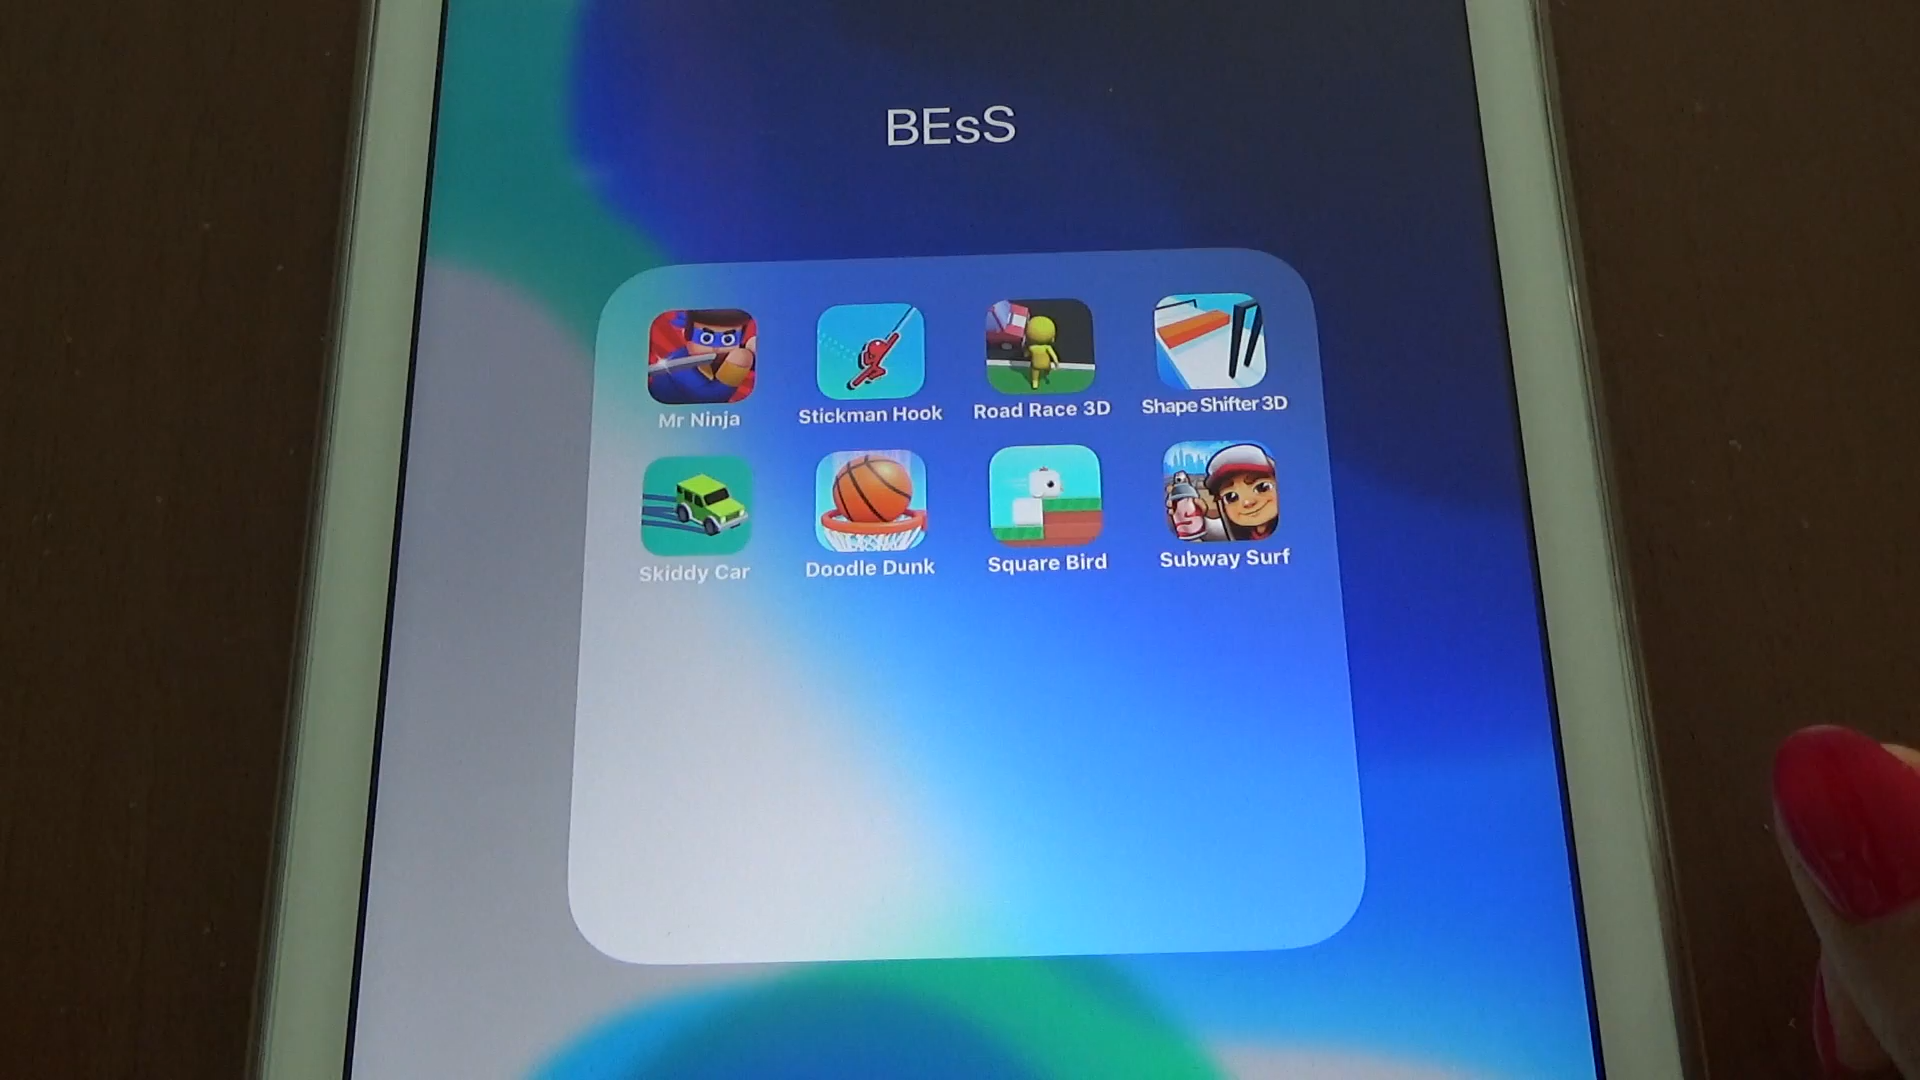 BEsS
Mr Ninja
Stickman Hook
Road Race 3D
Shape Shifter 3D
Skiddy Car
Doodle Dunk
Square Bird
Subway Surf